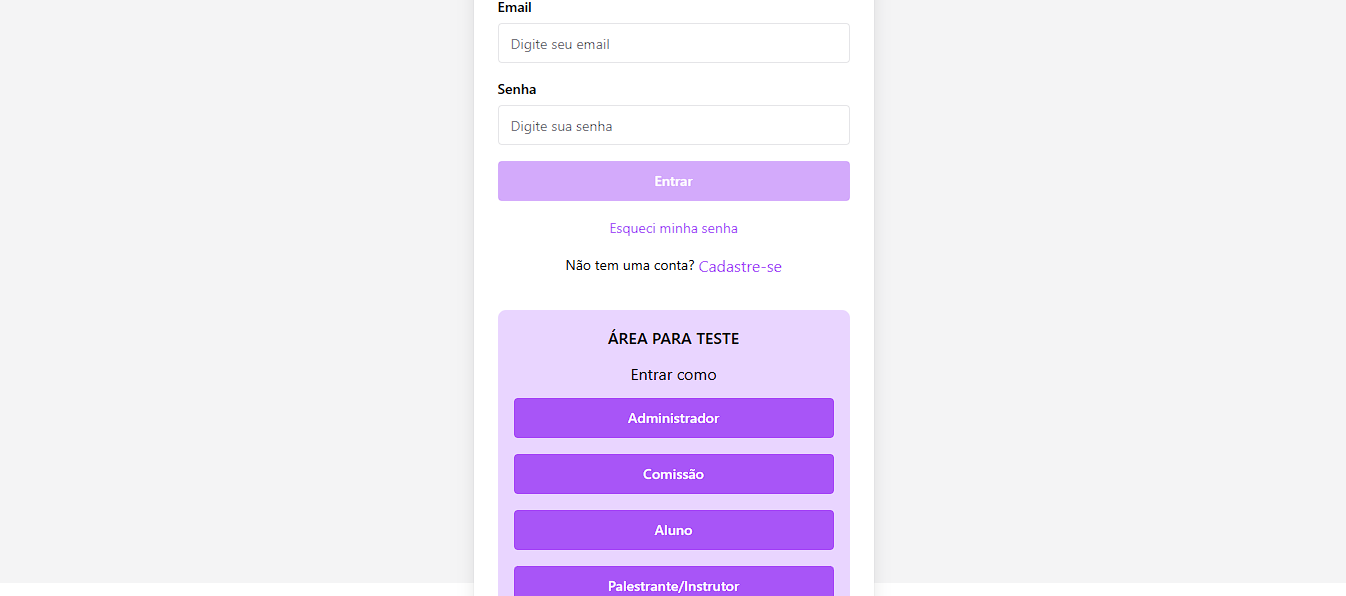 Email
Digite seu email
Senha
Digite sua senha
Entrar
Esqueci minha senha
Não tem uma conta? Cadastre-se
ÁREA PARA TESTE
Entrar como
Administrador
Comissão
Aluno
Palestrante/Instrutor